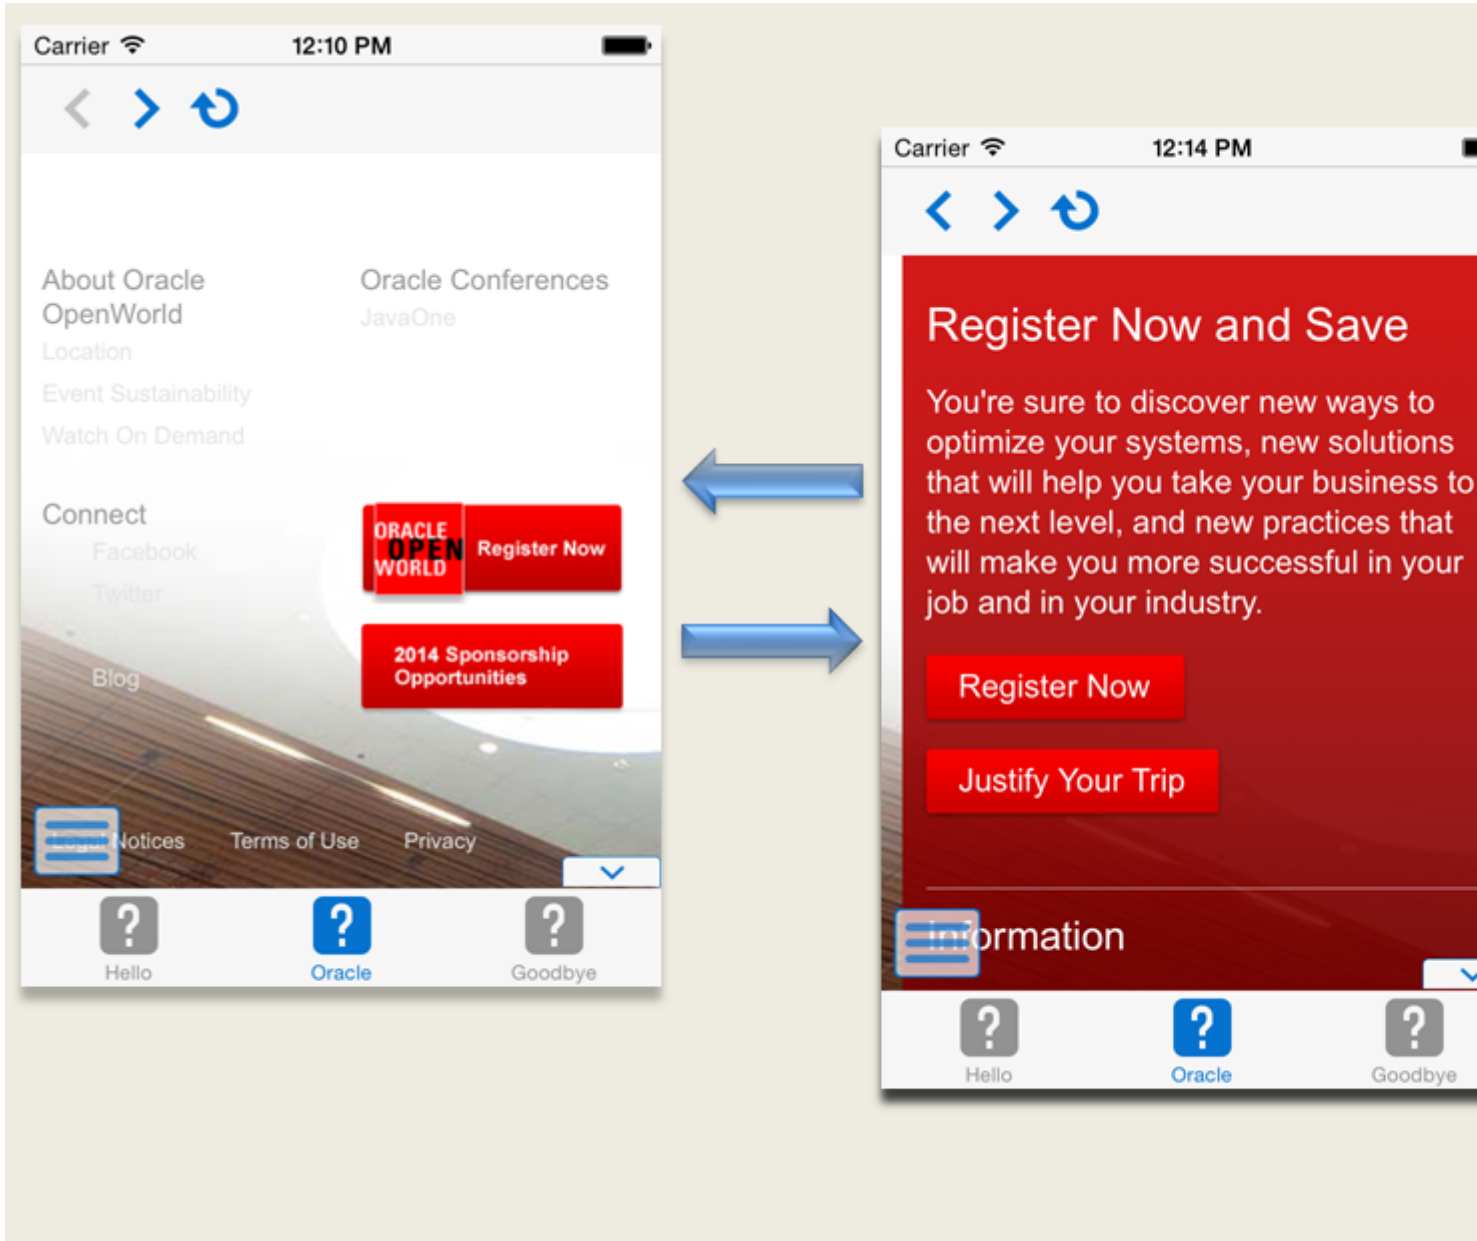 Carrier
12:10 PM
About Oracle
OpenWorld
Location
Event Sustainability
Watch On Demand
Oracle Conferences
JavaOne
Connect
Facebook
Twitter
Blog
ORACLE
OPEN
WORLD
Register Now
2014 Sponsorship
Opportunities
Legal Notices
Terms of Use
Privacy
?
Hello
?
Oracle
?
Goodbye
Carrier
12:14 PM
Register Now and Save
You're sure to discover new ways to
optimize your systems, new solutions
that will help you take your business to
the next level, and new practices that
will make you more successful in your
job and in your industry.
Register Now
Justify Your Trip
Information
?
Hello
?
Oracle
?
Goodbye